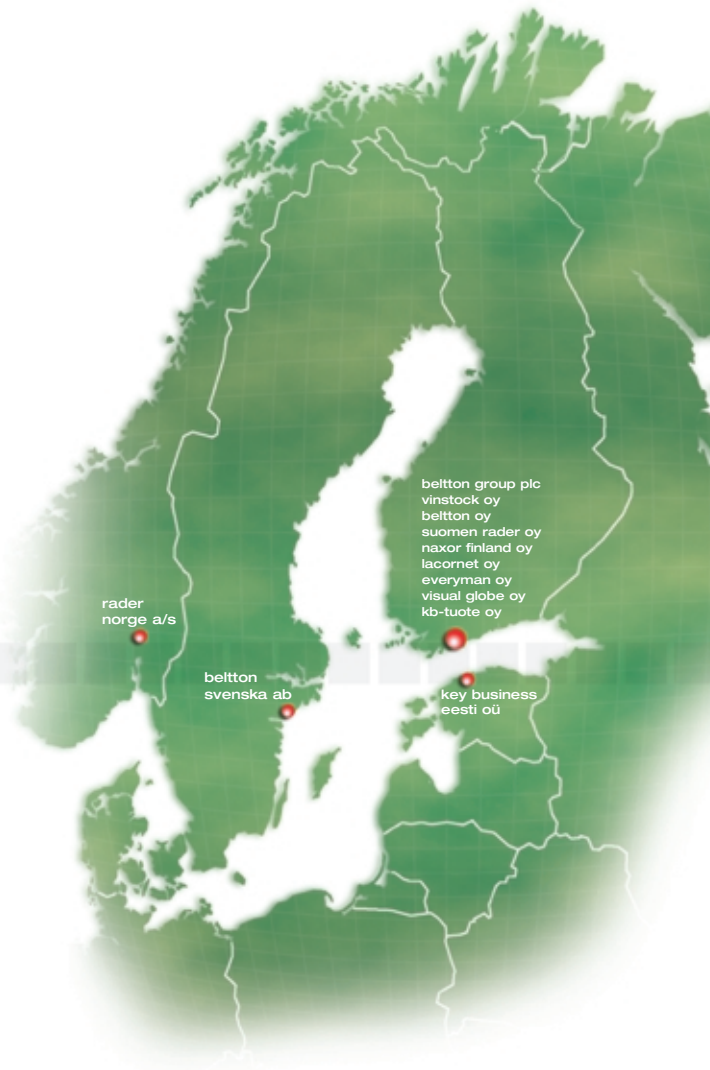 beltton group plc
vinstock oy
beltton oy
suomen rader oy
naxor finland oy
lacornet oy
everyman oy
visual globe oy
kb-tuote oy
rader
norge a/s
beltton
svenska ab
key business
eesti oü